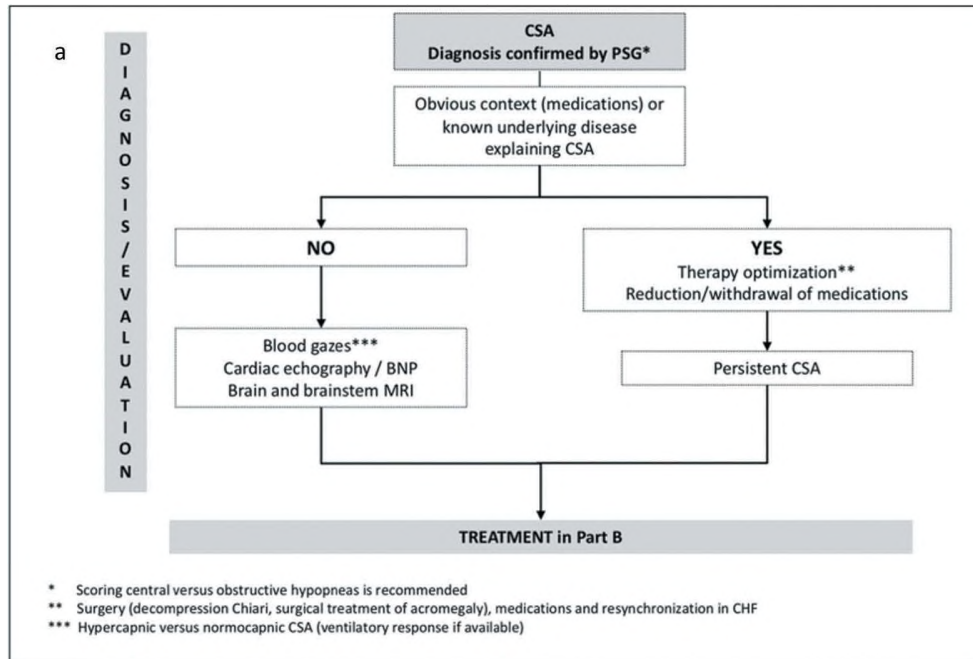 a
DIAGNOSIS/EVALUATION
CSA
Diagnosis confirmed by PSG*
Obvious context (medications) or
known underlying disease
explaining CSA
NO
YES
Therapy optimization**
Reduction/withdrawal of medications
Blood gazes***
Cardiac echography / BNP
Brain and brainstem MRI
Persistent CSA
TREATMENT in Part B
* Scoring central versus obstructive hypopneas is recommended
** Surgery (decompression Chiari, surgical treatment of acromegaly), medications and resynchronization in CHF
*** Hypercapnic versus normocapnic CSA (ventilatory response if available)